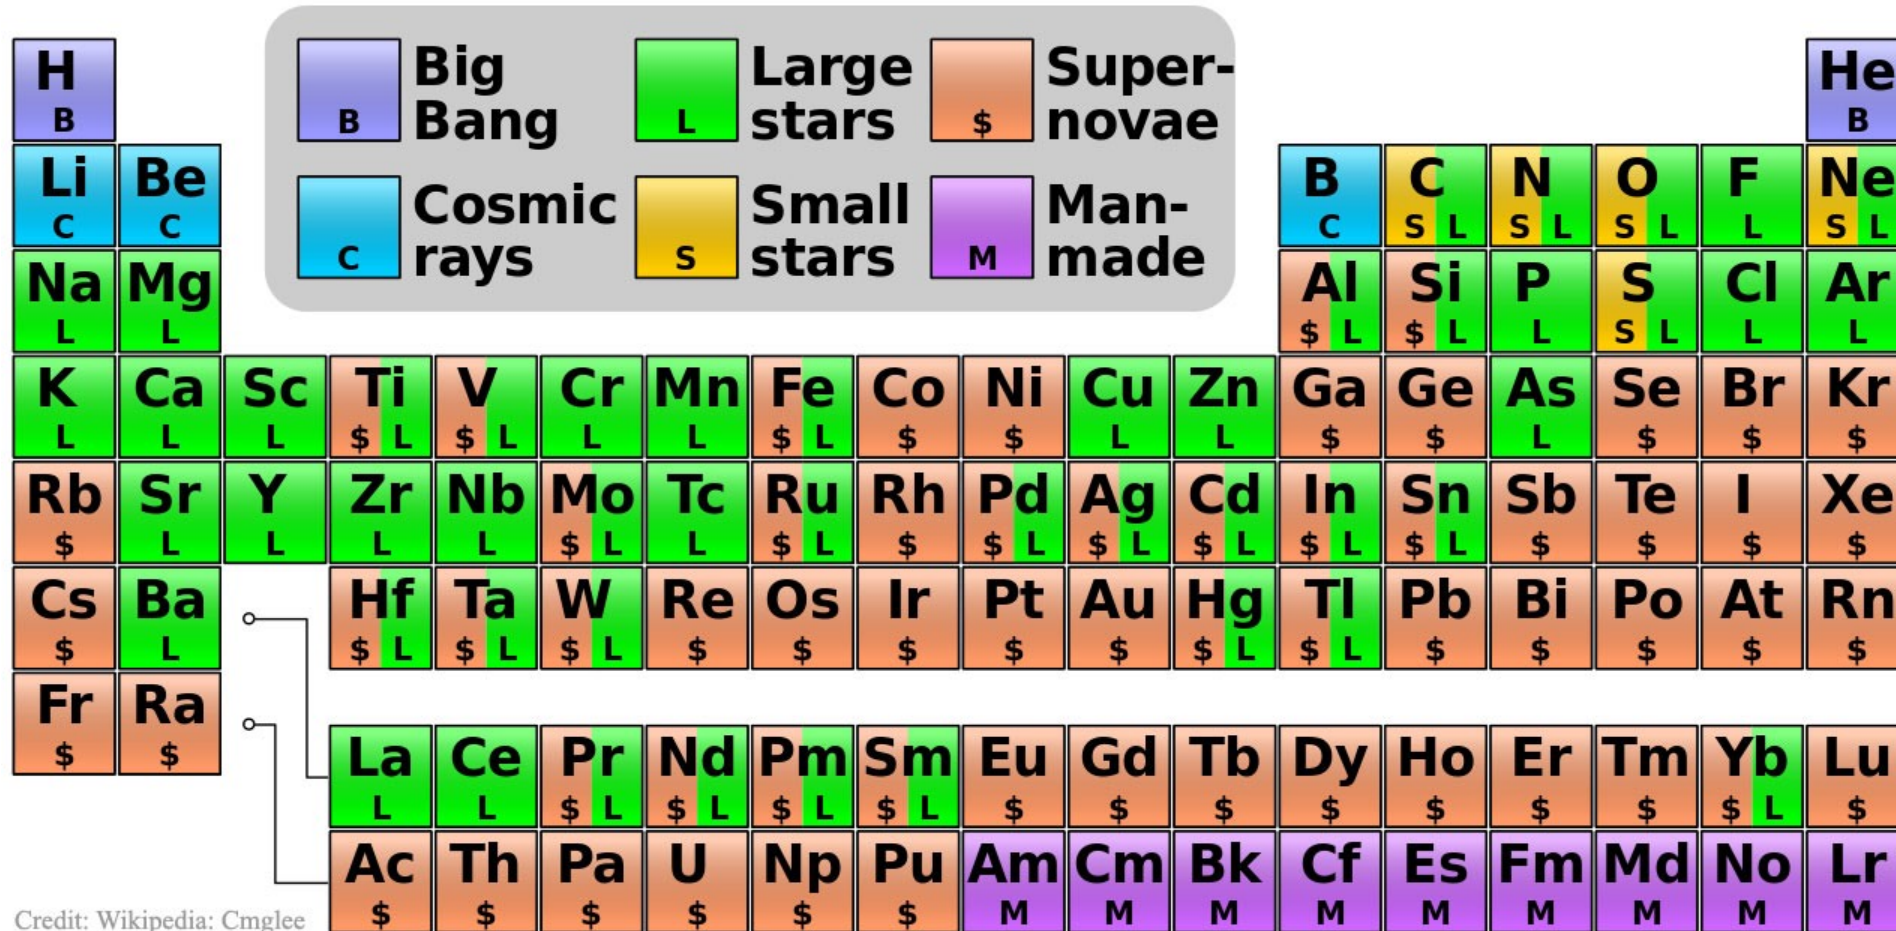 H B
Big Bang
B
Large stars
L
Super-novae
$
He B
Li C
Be C
Cosmic rays
C
Small stars
S
Man-made
M
B C
C S L
N S L
O S L
F L
Ne S L
Na L
Mg L
Al $ L
Si $ L
P L
S S L
Cl L
Ar L
K L
Ca L
Sc L
Ti $ L
V $ L
Cr L
Mn L
Fe $ L
Co $
Ni $
Cu L
Zn L
Ga $
Ge $
As L
Se $
Br $
Kr $
Rb $
Sr L
Y L
Zr L
Nb L
Mo $ L
Tc L
Ru $ L
Rh $
Pd $ L
Ag $ L
Cd $ L
In $ L
Sn $ L
Sb $
Te $
I $
Xe $
Cs $
Ba L
Hf $ L
Ta $ L
W $ L
Re $
Os $
Ir $
Pt $
Au $
Hg $ L
Tl $ L
Pb $
Bi $
Po $
At $
Rn $
Fr $
Ra $
La L
Ce L
Pr $ L
Nd $ L
Pm $ L
Sm $ L
Eu $
Gd $
Tb $
Dy $
Ho $
Er $
Tm $
Yb $ L
Lu $
Ac $
Th $
Pa $
U $
Np $
Pu $
Am M
Cm M
Bk M
Cf M
Es M
Fm M
Md M
No M
Lr M
Credit: Wikipedia: Cmglee